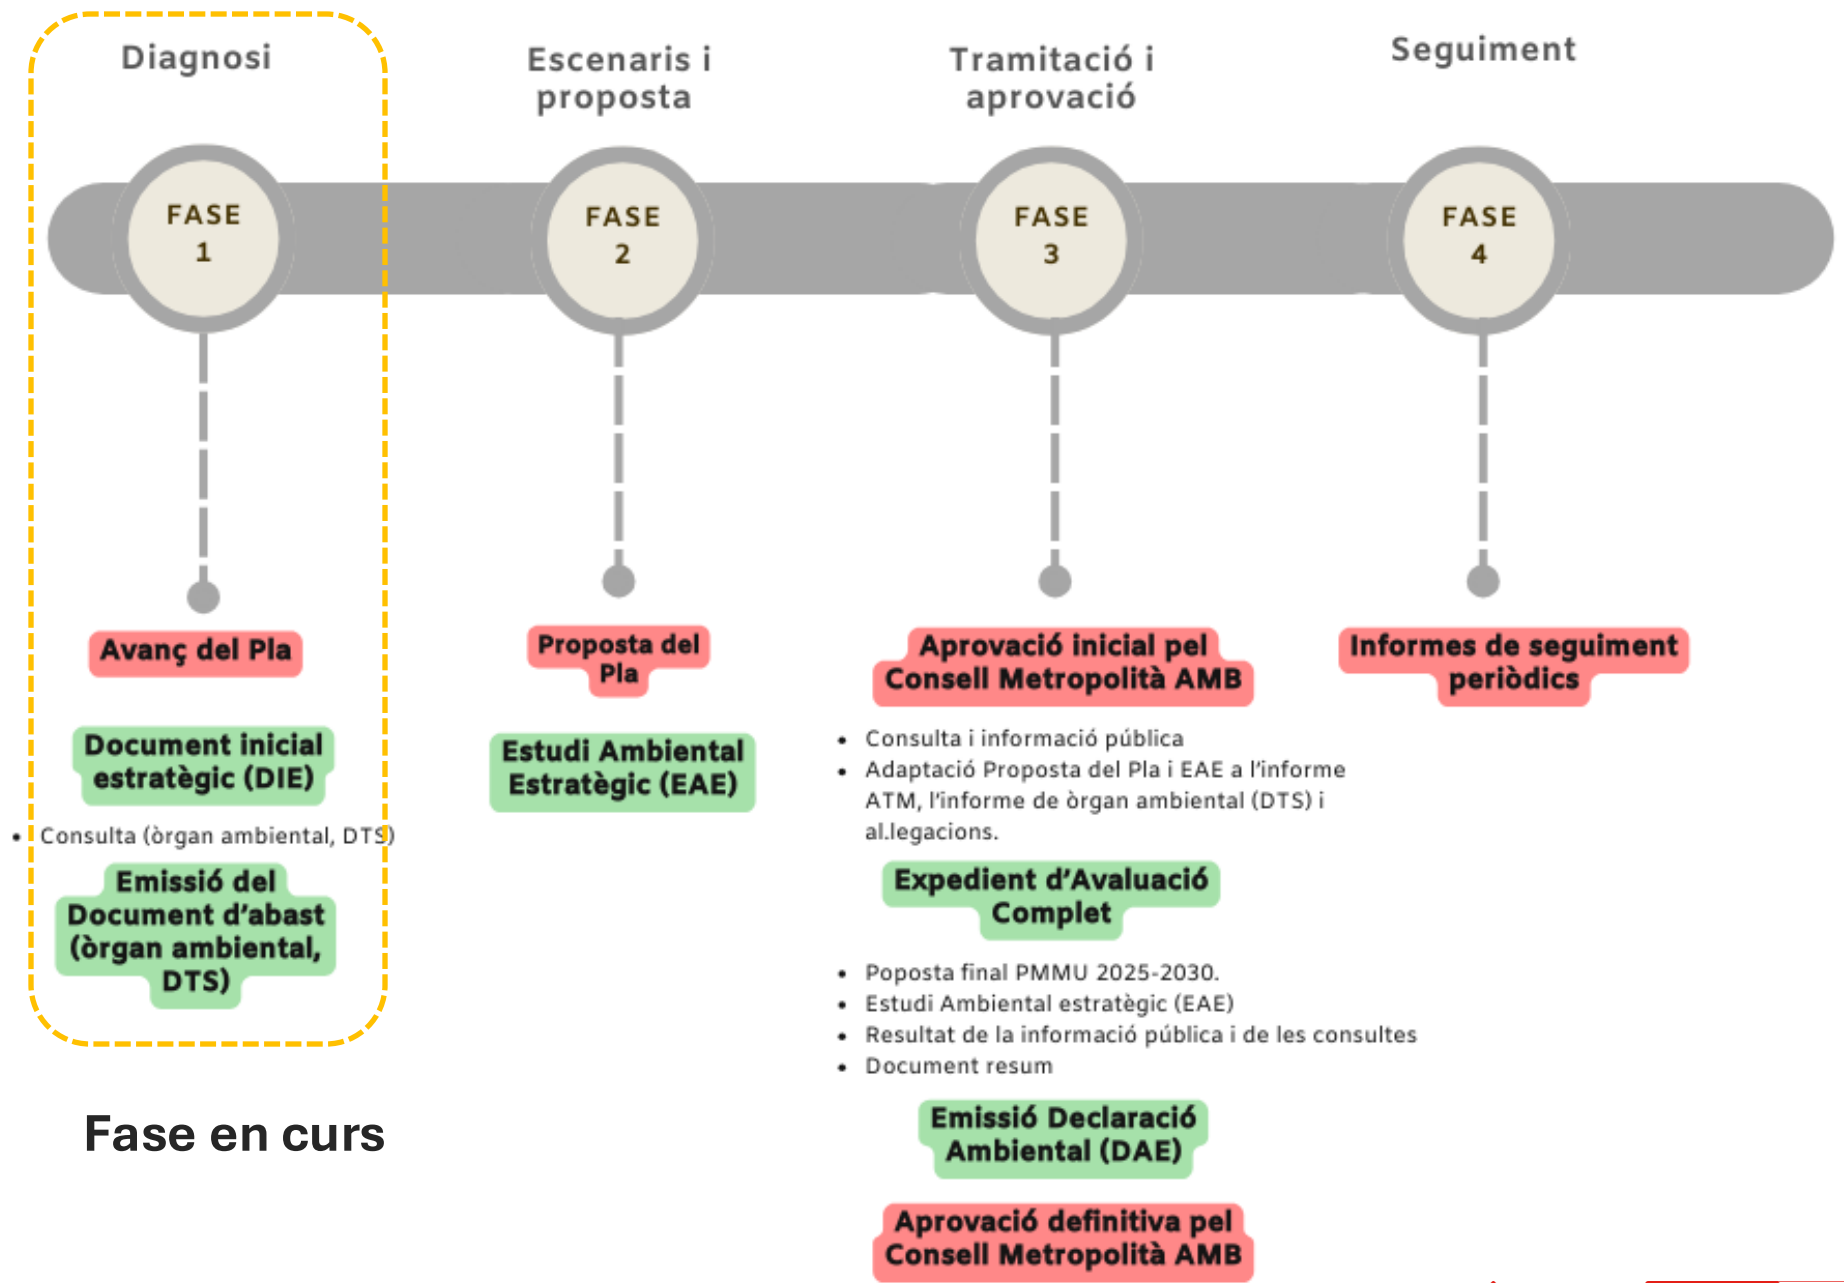 Diagnosi
FASE
1
Avanç del Pla
Document inicial
estratègic (DIE)
• Consulta (òrgan ambiental, DTS)
Emissió del
Document d'abast
(òrgan ambiental,
DTS)
Fase en curs
Escenaris i
proposta
FASE
2
Proposta del
Pla
Estudi Ambiental
Estratègic (EAE)
Tramitació i
aprovació
FASE
3
Aprovació inicial pel
Consell Metropolità AMB
• Consulta i informació pública
• Adaptació Proposta del Pla i EAE a l'informe
ATM, l'informe de òrgan ambiental (DTS) i
al.legacions.
Expedient d'Avaluació
Complet
• Poposta final PMMU 2025-2030.
• Estudi Ambiental estratègic (EAE)
• Resultat de la informació pública i de les consultes
• Document resum
Emissió Declaració
Ambiental (DAE)
Aprovació definitiva pel
Consell Metropolità AMB
Seguiment
FASE
4
Informes de seguiment
periòdics